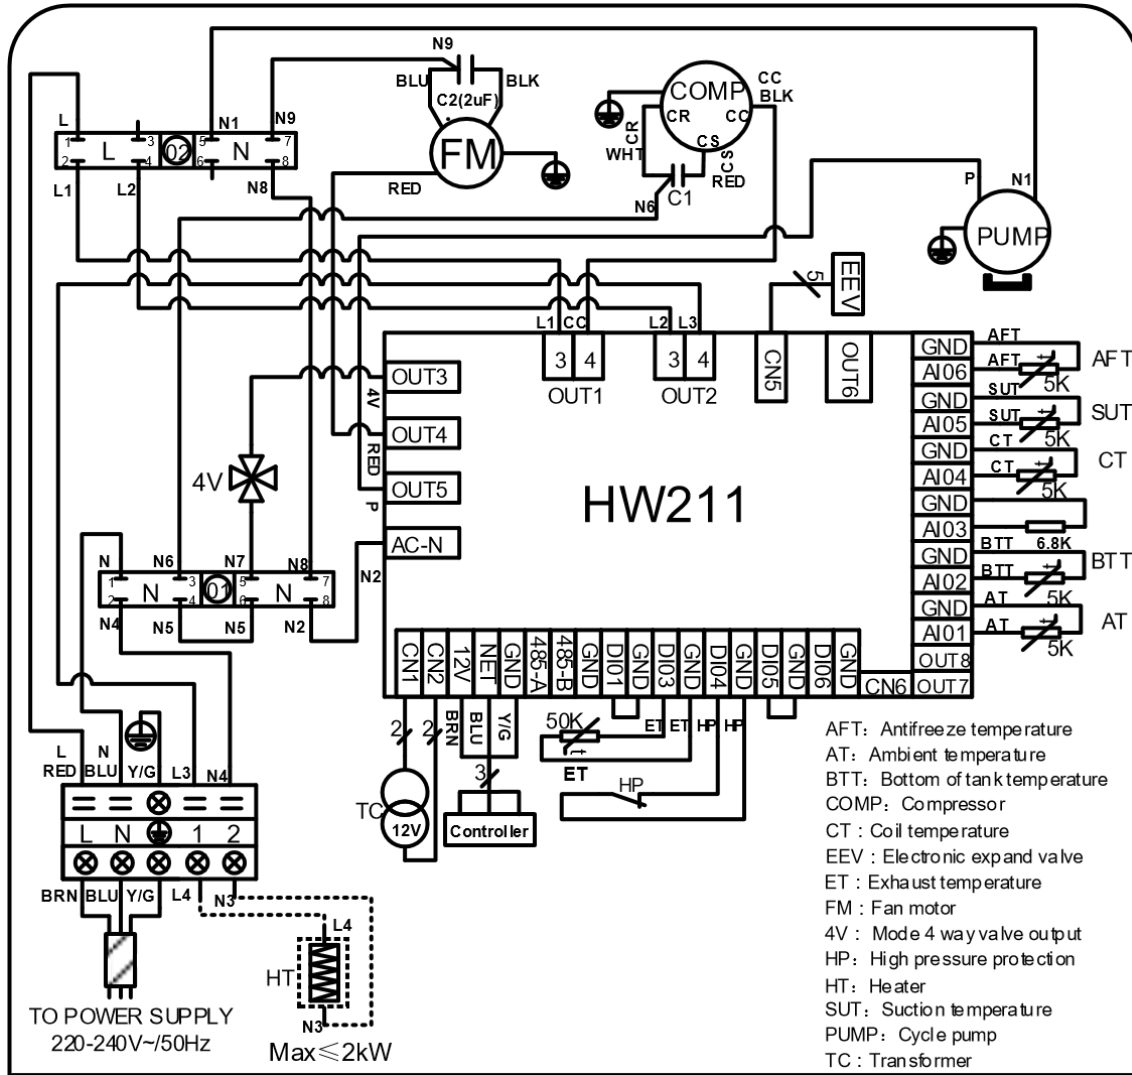 N9
BLU
BLK
C2(2uF)
FM
RED
COMP
CR
CC
CS
CC
BLK
CR
WHT
CS
RED
C1
N6
P
N1
PUMP
L
1
2
L
3
4
02
N1
5
6
N
N9
7
8
L1
L2
N8
5
EEV
L1
CC
L2
L3
3
4
3
4
OUT1
OUT2
CN5
OUT6
OUT3
OUT4
OUT5
AC-N
4V
RED
P
N2
HW211
4V
GND
AI06
GND
AI05
GND
AI04
GND
AI03
GND
AI02
GND
AI01
OUT8
OUT7
CN6
AFT
AFT
t
5K
AFT
SUT
SUT
t
5K
SUT
CT
CT
t
5K
CT
6.8K
BTT
BTT
t
5K
BTT
AT
AT
t
5K
AT
N
N6
N7
N8
1
2
N
3
4
01
5
6
N
7
8
N4
N5
N5
N2
CN1
CN2
12V
NET
GND
485-A
485-B
GND
DI01
GND
DI03
GND
DI04
GND
DI05
GND
DI06
GND
2
2
BRN
BLU
Y/G
3
TC
12V
Controller
50K
t
ET
ET
ET
HP
HP
HP
L
RED
N
BLU
Y/G
L3
N4
L
N
1
2
BRN
BLU
Y/G
L4
N3
L4
HT
N3
TO POWER SUPPLY
220-240V~/50Hz
Max≤2kW
AFT: Antifreeze temperature
AT: Ambient temperature
BTT: Bottom of tank temperature
COMP: Compressor
CT : Coil temperature
EEV : Electronic expand valve
ET : Exhaust temperature
FM : Fan motor
4V : Mode 4 way valve output
HP: High pressure protection
HT: Heater
SUT: Suction temperature
PUMP: Cycle pump
TC : Transformer